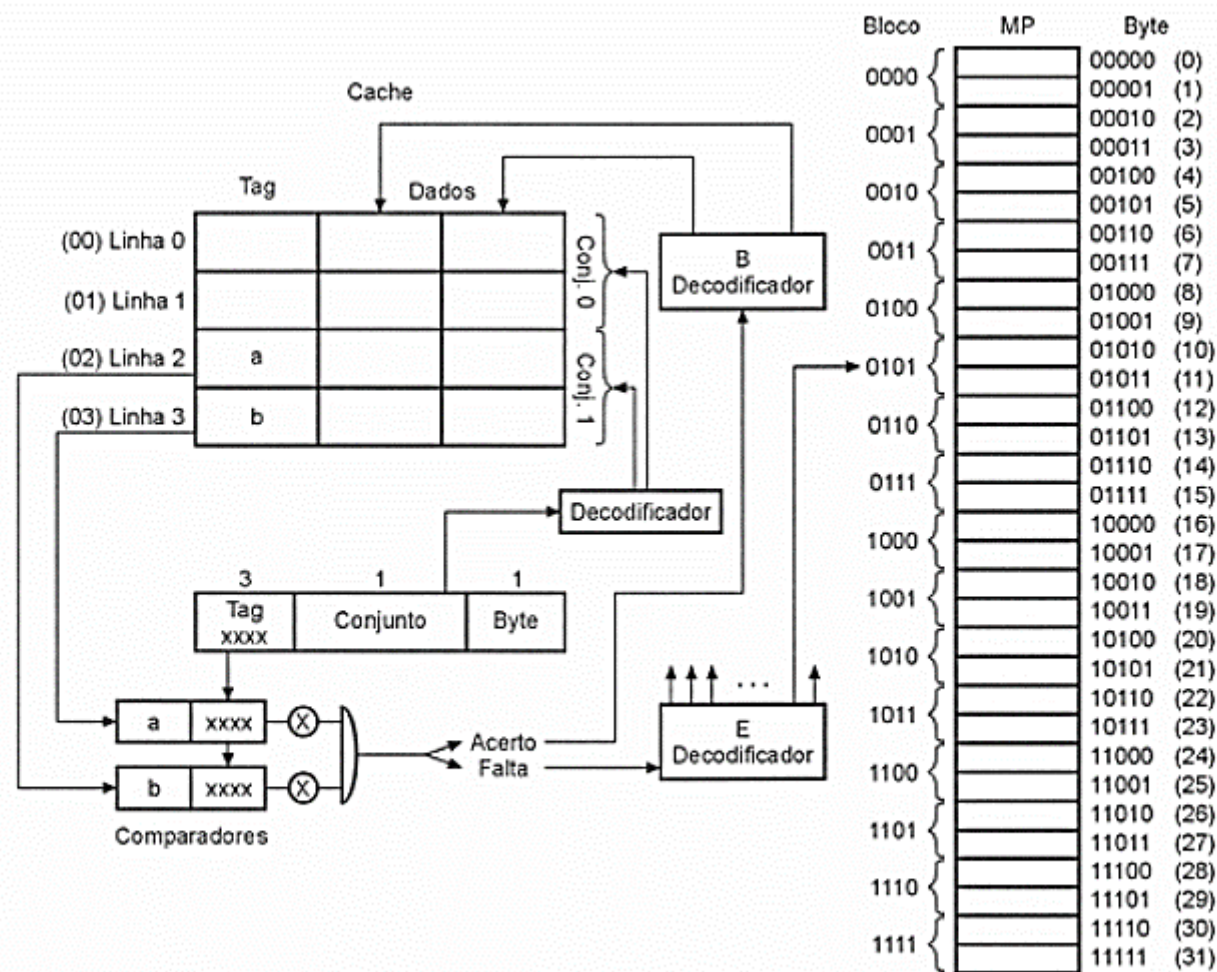 Cache
Tag
Dados
(00) Linha 0
(01) Linha 1
(02) Linha 2
a
(03) Linha 3
b
Conj. 0
Conj. 1
B
Decodificador
Decodificador
3
1
1
Tag
xxxx
Conjunto
Byte
a
xxxx
X
b
xxxx
X
Comparadores
Acerto
Falta
...
E
Decodificador
Bloco
MP
Byte
0000
00000 (0)
00001 (1)
0001
00010 (2)
00011 (3)
0010
00100 (4)
00101 (5)
0011
00110 (6)
00111 (7)
0100
01000 (8)
01001 (9)
0101
01010 (10)
01011 (11)
0110
01100 (12)
01101 (13)
0111
01110 (14)
01111 (15)
1000
10000 (16)
10001 (17)
1001
10010 (18)
10011 (19)
1010
10100 (20)
10101 (21)
1011
10110 (22)
10111 (23)
1100
11000 (24)
11001 (25)
1101
11010 (26)
11011 (27)
1110
11100 (28)
11101 (29)
1111
11110 (30)
11111 (31)